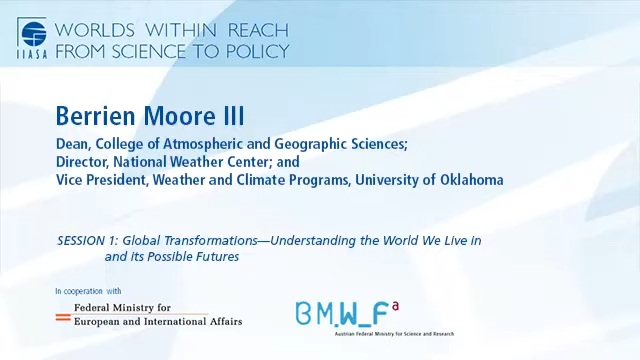 IIASA
WORLDS WITHIN REACH
FROM SCIENCE TO POLICY
Berrien Moore III
Dean, College of Atmospheric and Geographic Sciences;
Director, National Weather Center; and
Vice President, Weather and Climate Programs, University of Oklahoma
SESSION 1: Global Transformations—Understanding the World We Live in
and its Possible Futures
In cooperation with
Federal Ministry for
European and International Affairs
BM.W_Fa
Austrian Federal Ministry for Science and Research